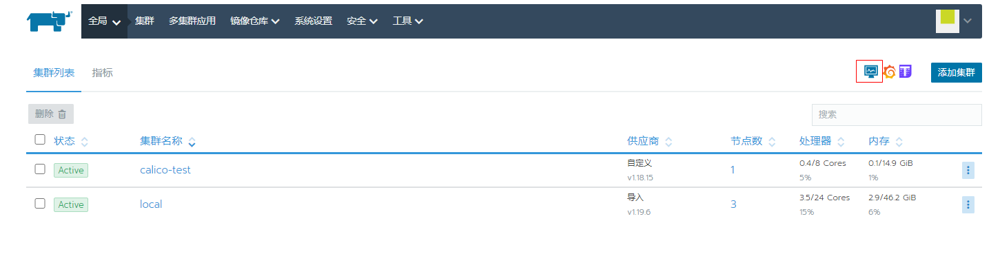 全局 集群 多集群应用 镜像仓库 系统设置 安全 工具
集群列表 指标 添加集群
删除 搜索
状态 集群名称 供应商 节点数 处理器 内存
Active calico-test 自定义 1 0.4/8 Cores 0.1/14.9 GiB
v1.18.15 5% 1%
Active local 导入 3 3.5/24 Cores 2.9/46.2 GiB
v1.19.6 15% 6%